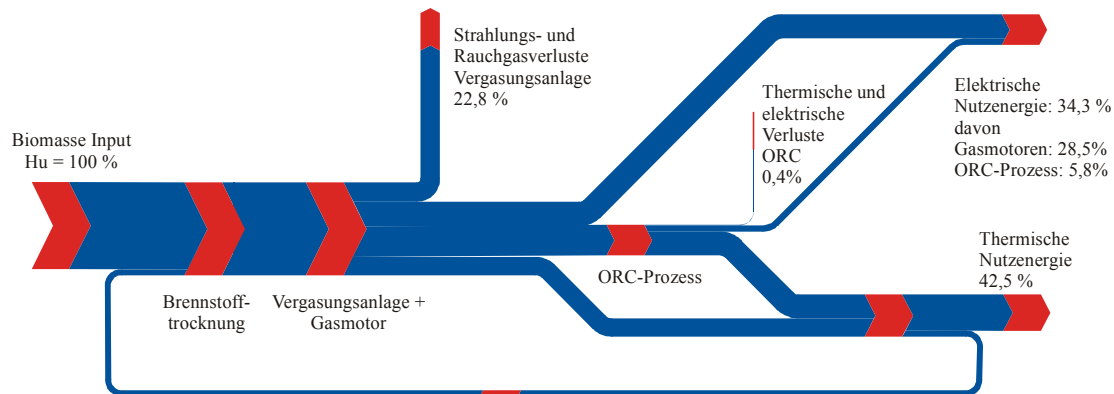 Strahlungs- und
Rauchgasverluste
Vergasungsanlage
22,8 %
Thermische und
elektrische
Verluste
ORC
0,4%
Elektrische
Nutzenergie: 34,3 %
davon
Gasmotoren: 28,5%
ORC-Prozess: 5,8%
Biomasse Input
Hu = 100 %
Thermische
Nutzenergie
42,5 %
ORC-Prozess
Brennstoff-
trocknung
Vergasungsanlage +
Gasmotor